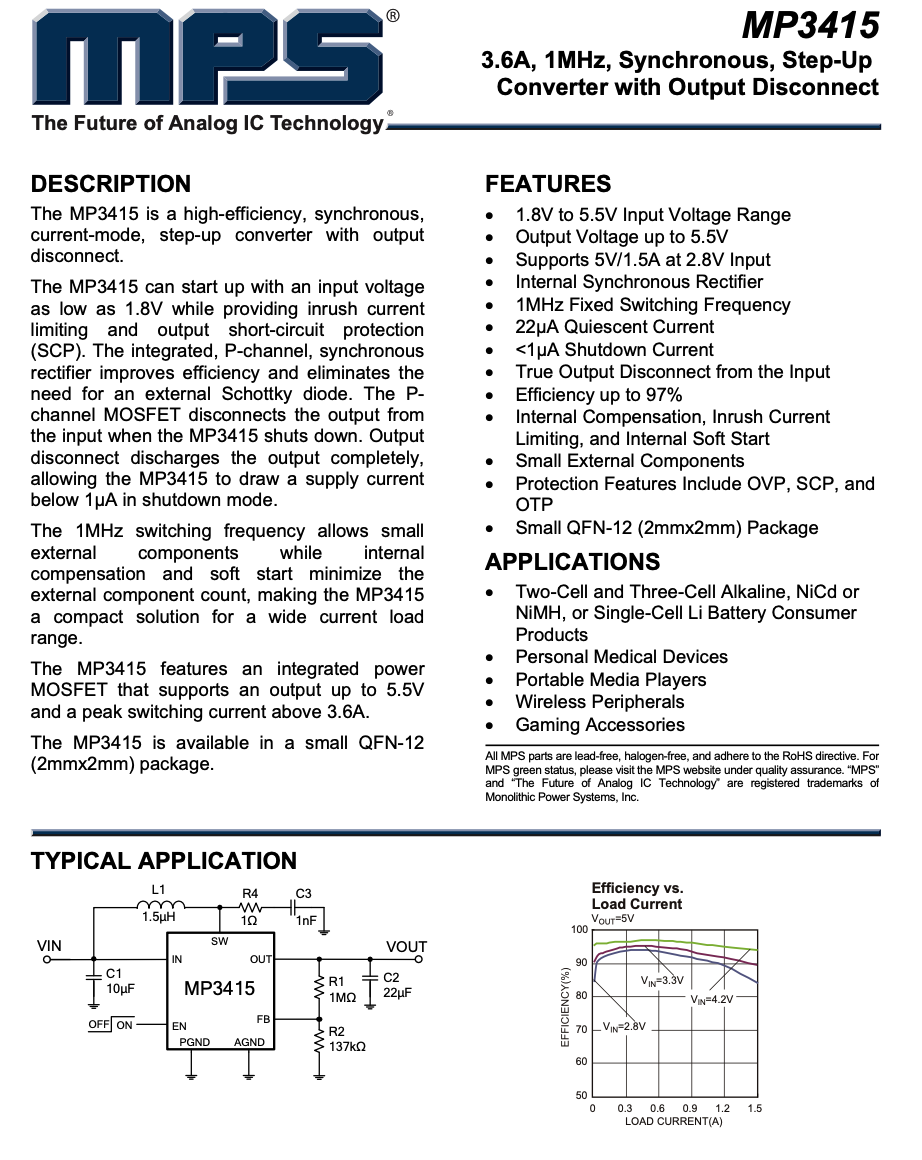 MPS®
The Future of Analog IC Technology®
MP3415
3.6A, 1MHz, Synchronous, Step-Up
Converter with Output Disconnect
DESCRIPTION
The MP3415 is a high-efficiency, synchronous,
current-mode, step-up converter with output
disconnect.
The MP3415 can start up with an input voltage
as low as 1.8V while providing inrush current
limiting and output short-circuit protection
(SCP). The integrated, P-channel, synchronous
rectifier improves efficiency and eliminates the
need for an external Schottky diode. The P-
channel MOSFET disconnects the output from
the input when the MP3415 shuts down. Output
disconnect discharges the output completely,
allowing the MP3415 to draw a supply current
below 1µA in shutdown mode.
The 1MHz switching frequency allows small
external components while internal
compensation and soft start minimize the
external component count, making the MP3415
a compact solution for a wide current load
range.
The MP3415 features an integrated power
MOSFET that supports an output up to 5.5V
and a peak switching current above 3.6A.
The MP3415 is available in a small QFN-12
(2mmx2mm) package.
FEATURES
• 1.8V to 5.5V Input Voltage Range
• Output Voltage up to 5.5V
• Supports 5V/1.5A at 2.8V Input
• Internal Synchronous Rectifier
• 1MHz Fixed Switching Frequency
• 22µA Quiescent Current
• <1µA Shutdown Current
• True Output Disconnect from the Input
• Efficiency up to 97%
• Internal Compensation, Inrush Current
Limiting, and Internal Soft Start
• Small External Components
• Protection Features Include OVP, SCP, and
OTP
• Small QFN-12 (2mmx2mm) Package
APPLICATIONS
• Two-Cell and Three-Cell Alkaline, NiCd or
NiMH, or Single-Cell Li Battery Consumer
Products
• Personal Medical Devices
• Portable Media Players
• Wireless Peripherals
• Gaming Accessories
All MPS parts are lead-free, halogen-free, and adhere to the RoHS directive. For
MPS green status, please visit the MPS website under quality assurance. “MPS”
and “The Future of Analog IC Technology” are registered trademarks of
Monolithic Power Systems, Inc.
TYPICAL APPLICATION
L1
1.5µH
R4
1Ω
C3
1nF
VIN
C1
10µF
SW
IN
OUT
MP3415
EN
FB
PGND
AGND
OFF ON
VOUT
R1
1MΩ
C2
22µF
R2
137kΩ
Efficiency vs.
Load Current
VOUT=5V
EFFICIENCY(%)
100
90
80
70
60
50
VIN=3.3V
VIN=4.2V
VIN=2.8V
0 0.3 0.6 0.9 1.2 1.5
LOAD CURRENT(A)